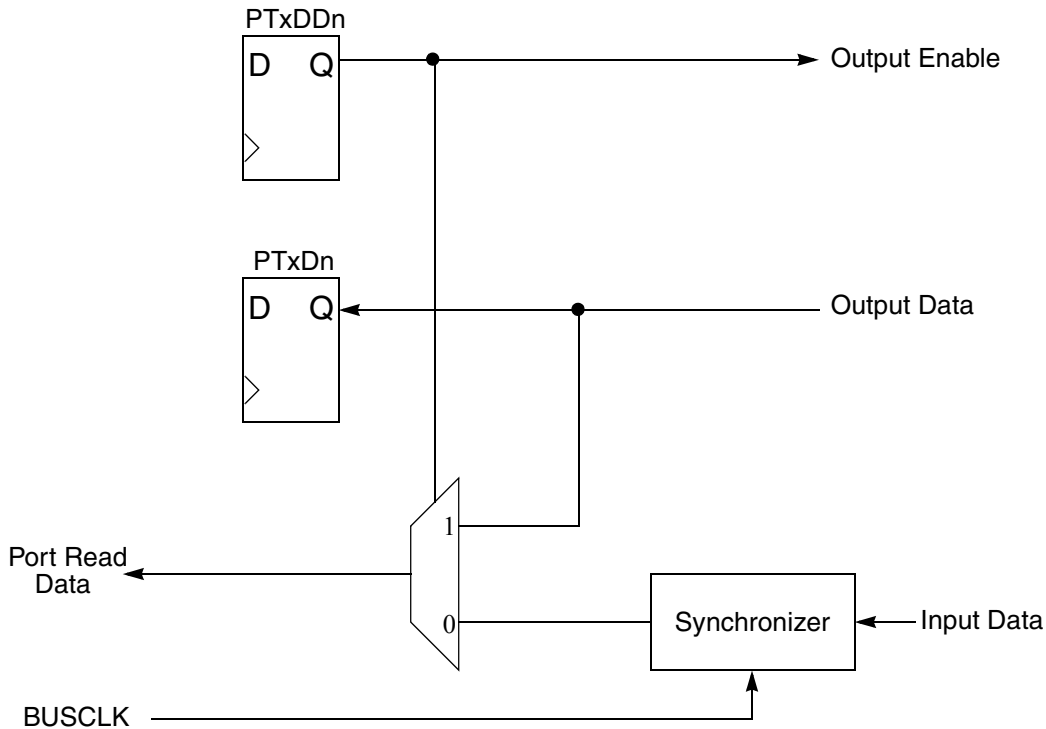 PTxDDn
D Q
Output Enable
PTxDn
D Q
Output Data
1
Port Read
Data
0
Synchronizer
Input Data
BUSCLK